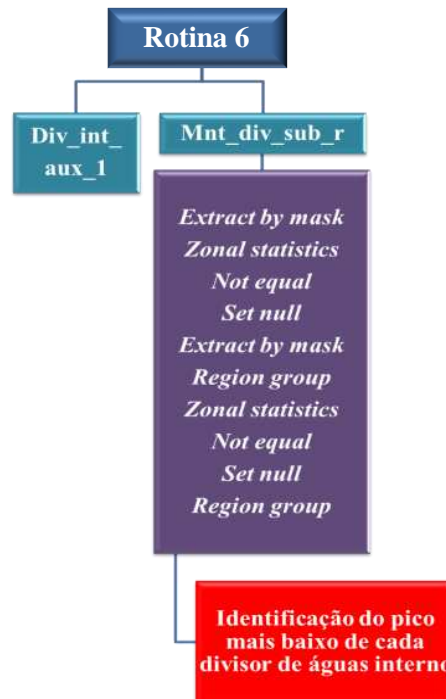 Rotina 6
Div_int_
aux_1
Mnt_div_sub_r
Extract by mask
Zonal statistics
Not equal
Set null
Extract by mask
Region group
Zonal statistics
Not equal
Set null
Region group
Identificação do pico
mais baixo de cada
divisor de águas interno